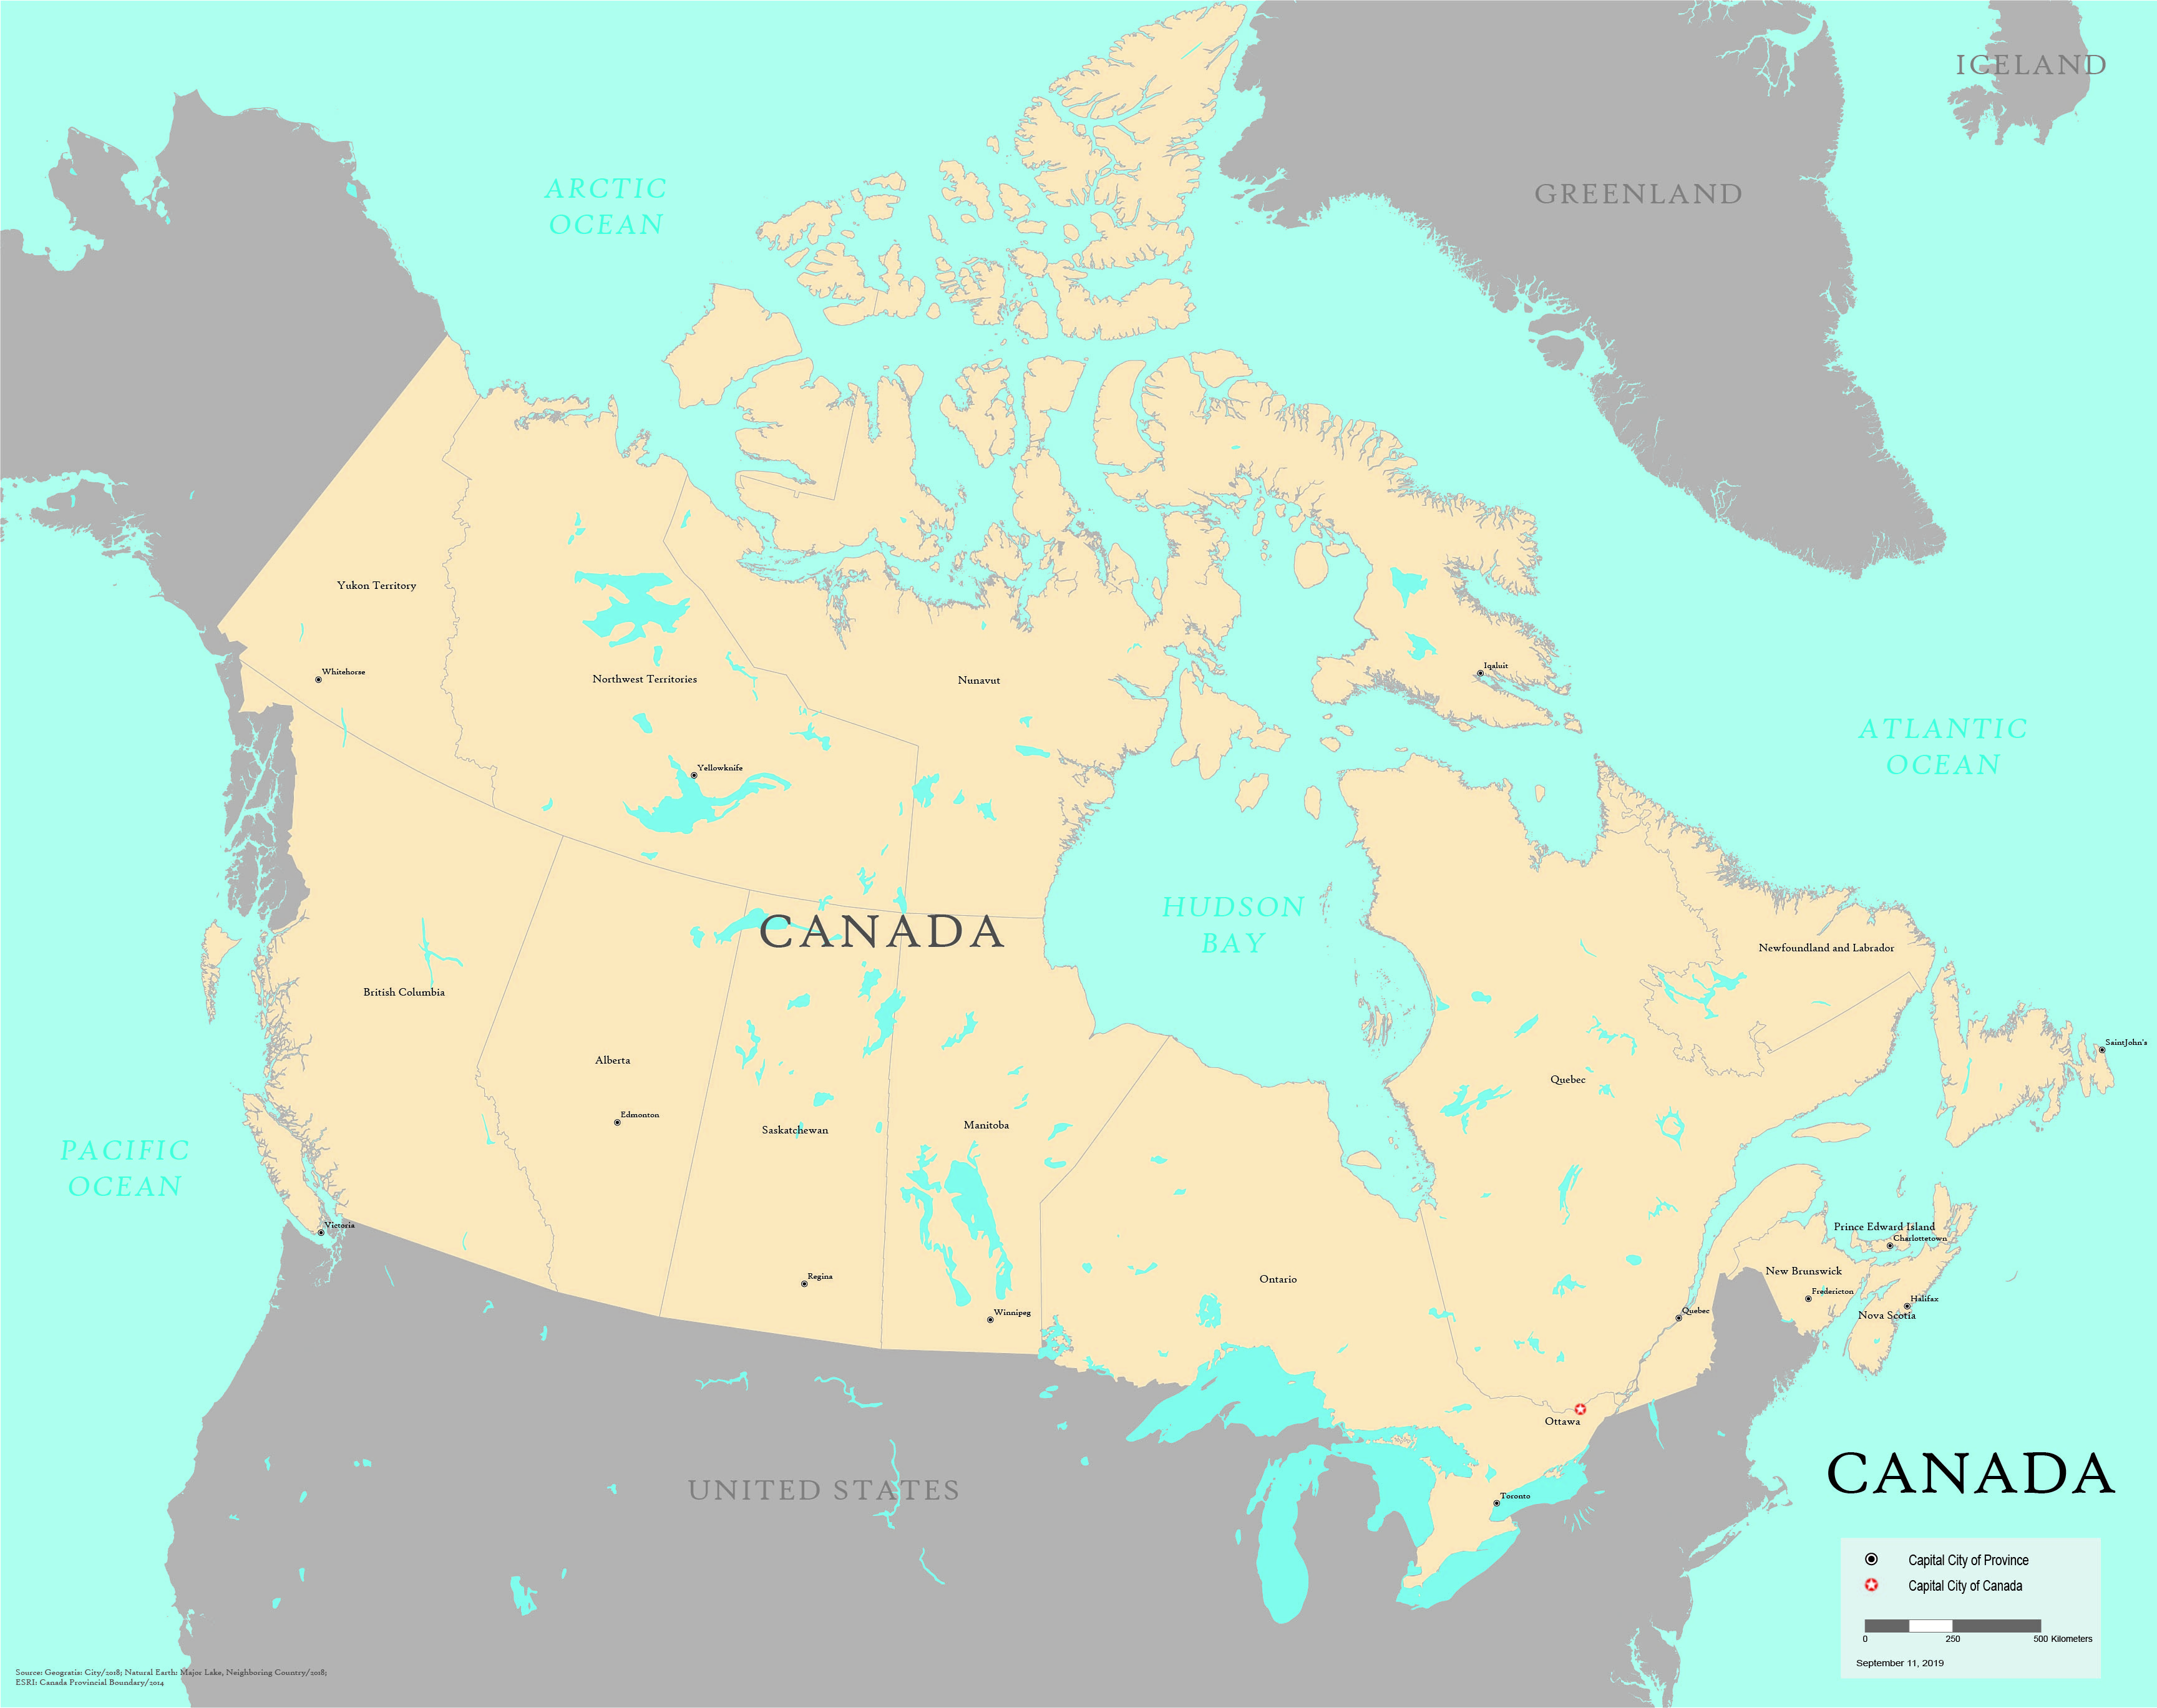 ICELAND
GREENLAND
ARCTIC
OCEAN
Yukon Territory
Whitehorse
Northwest Territories
Nunavut
Iqaluit
Yellowknife
ATLANTIC
OCEAN
HUDSON
BAY
CANADA
Newfoundland and Labrador
British Columbia
SaintJohn's
Alberta
Quebec
Edmonton
Saskatchewan
Manitoba
PACIFIC
OCEAN
Victoria
Prince Edward Island
Charlottetown
Regina
Ontario
New Brunswick
Fredericton
Halifax
Nova Scotia
Winnipeg
Quebec
Ottawa
UNITED STATES
Toronto
CANADA
Capital City of Province
Capital City of Canada
0 250 500 Kilometers
September 11, 2019
Source: Geogratis: City/2018; Natural Earth: Major Lake, Neighboring Country/2018;
ESRI: Canada Provincial Boundary/2014